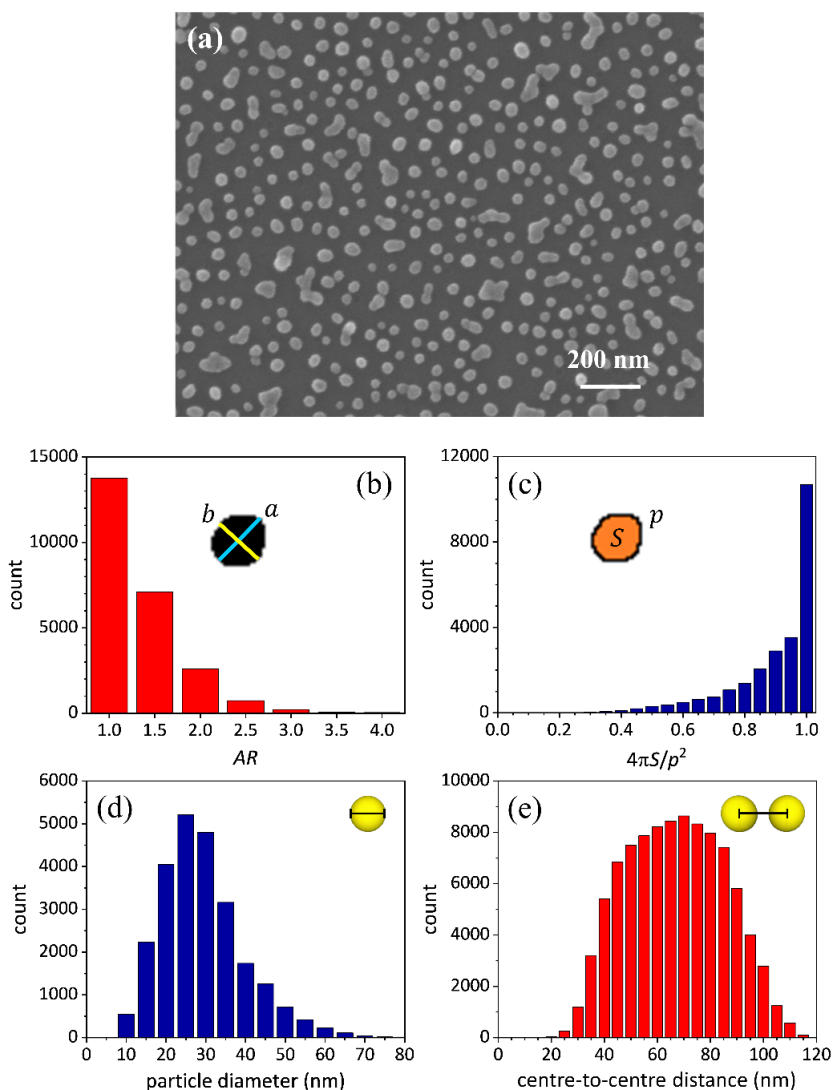 (a)
200 nm
(b)
15000
10000
5000
0
count
b
a
1.0 1.5 2.0 2.5 3.0 3.5 4.0
AR
(c)
12000
8000
4000
0
count
S
p
0.0 0.2 0.4 0.6 0.8 1.0
4πS/p²
(d)
6000
5000
4000
3000
2000
1000
0
count
0 10 20 30 40 50 60 70 80
particle diameter (nm)
(e)
10000
8000
6000
4000
2000
0
count
0 20 40 60 80 100 120
centre-to-centre distance (nm)